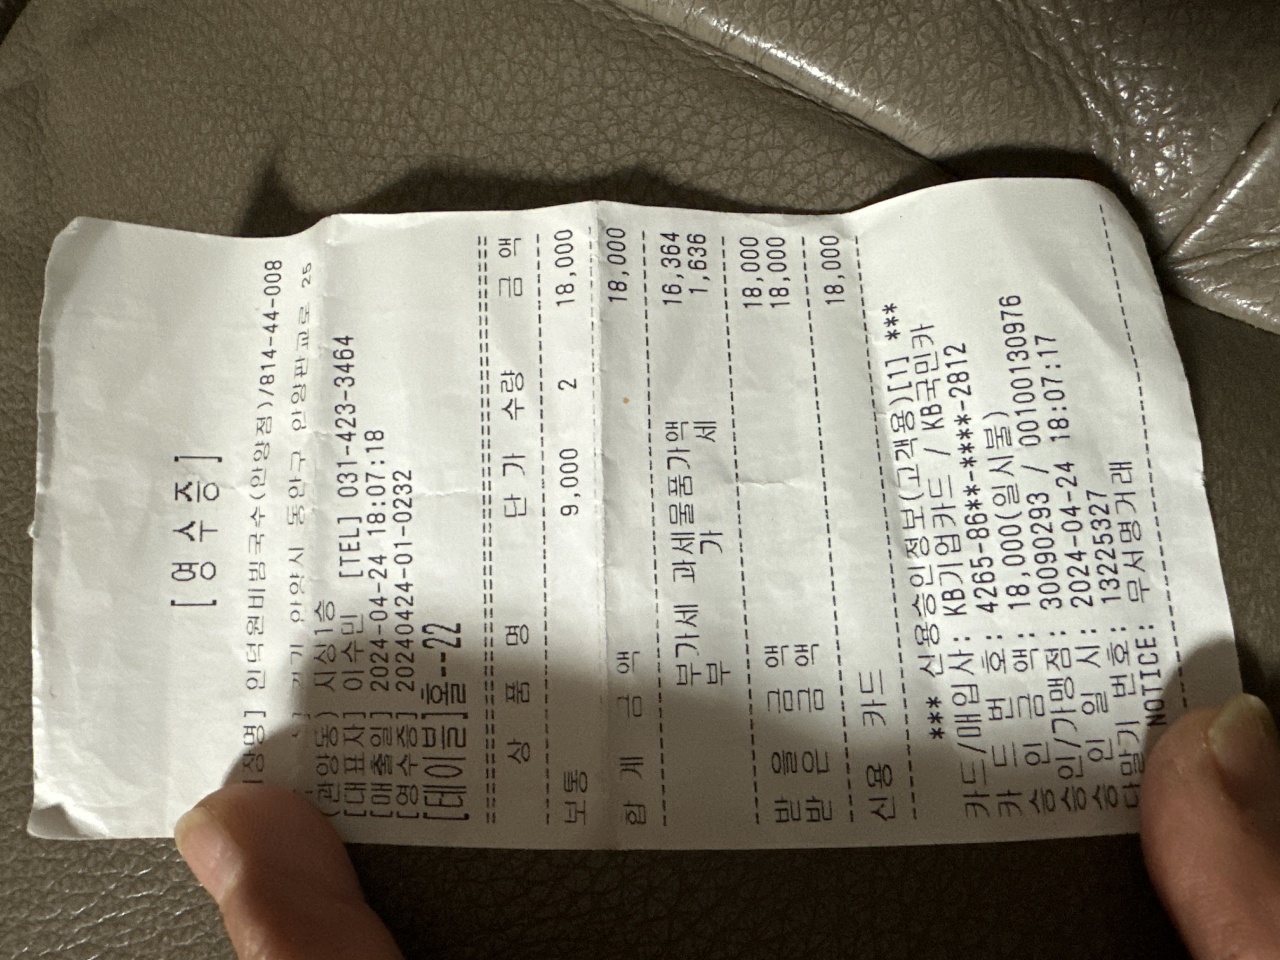 [영수증]
장명] 인덕원비빔국수(안양점)/814-44-008
안양시 동안구 안양판교로 25
(관양동) 시상1층
[대표자] 이수민 [TEL] 031-423-3464
[매출일] 2024-04-24 18:07:18
[영수증] 20240424-01-0232
[테이블]홀--22
상 품 명 단 가 수량 금 액
보통 9,000 2 18,000
합 계 금 액 18,000
부가세 과세물품가액 16,364
부 가 세 1,636
받을 금액 18,000
받은 금액 18,000
신용 카드 18,000
*** 신용승인정보(고객용)[1] ***
카드/매입사: KB기업카드 / KB국민카
카 드 번 호: 4265-86**-****-2812
승 인 금 액: 18,000(일시불)
승인/가맹점: 30090293 / 00100130976
승 인 일 시: 2024-04-24 18:07:17
단말기 번호: 13225327
NOTICE: 무서명거래